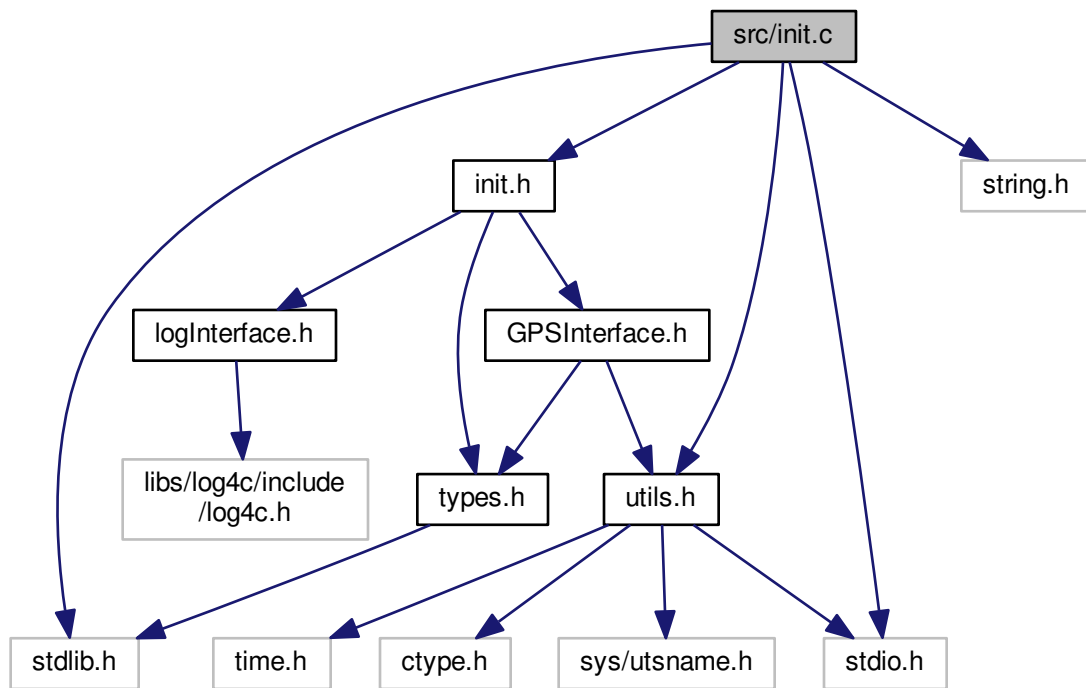 src/init.c
init.h
string.h
logInterface.h
GPSInterface.h
libs/log4c/include
/log4c.h
types.h
utils.h
stdlib.h
time.h
ctype.h
sys/utsname.h
stdio.h